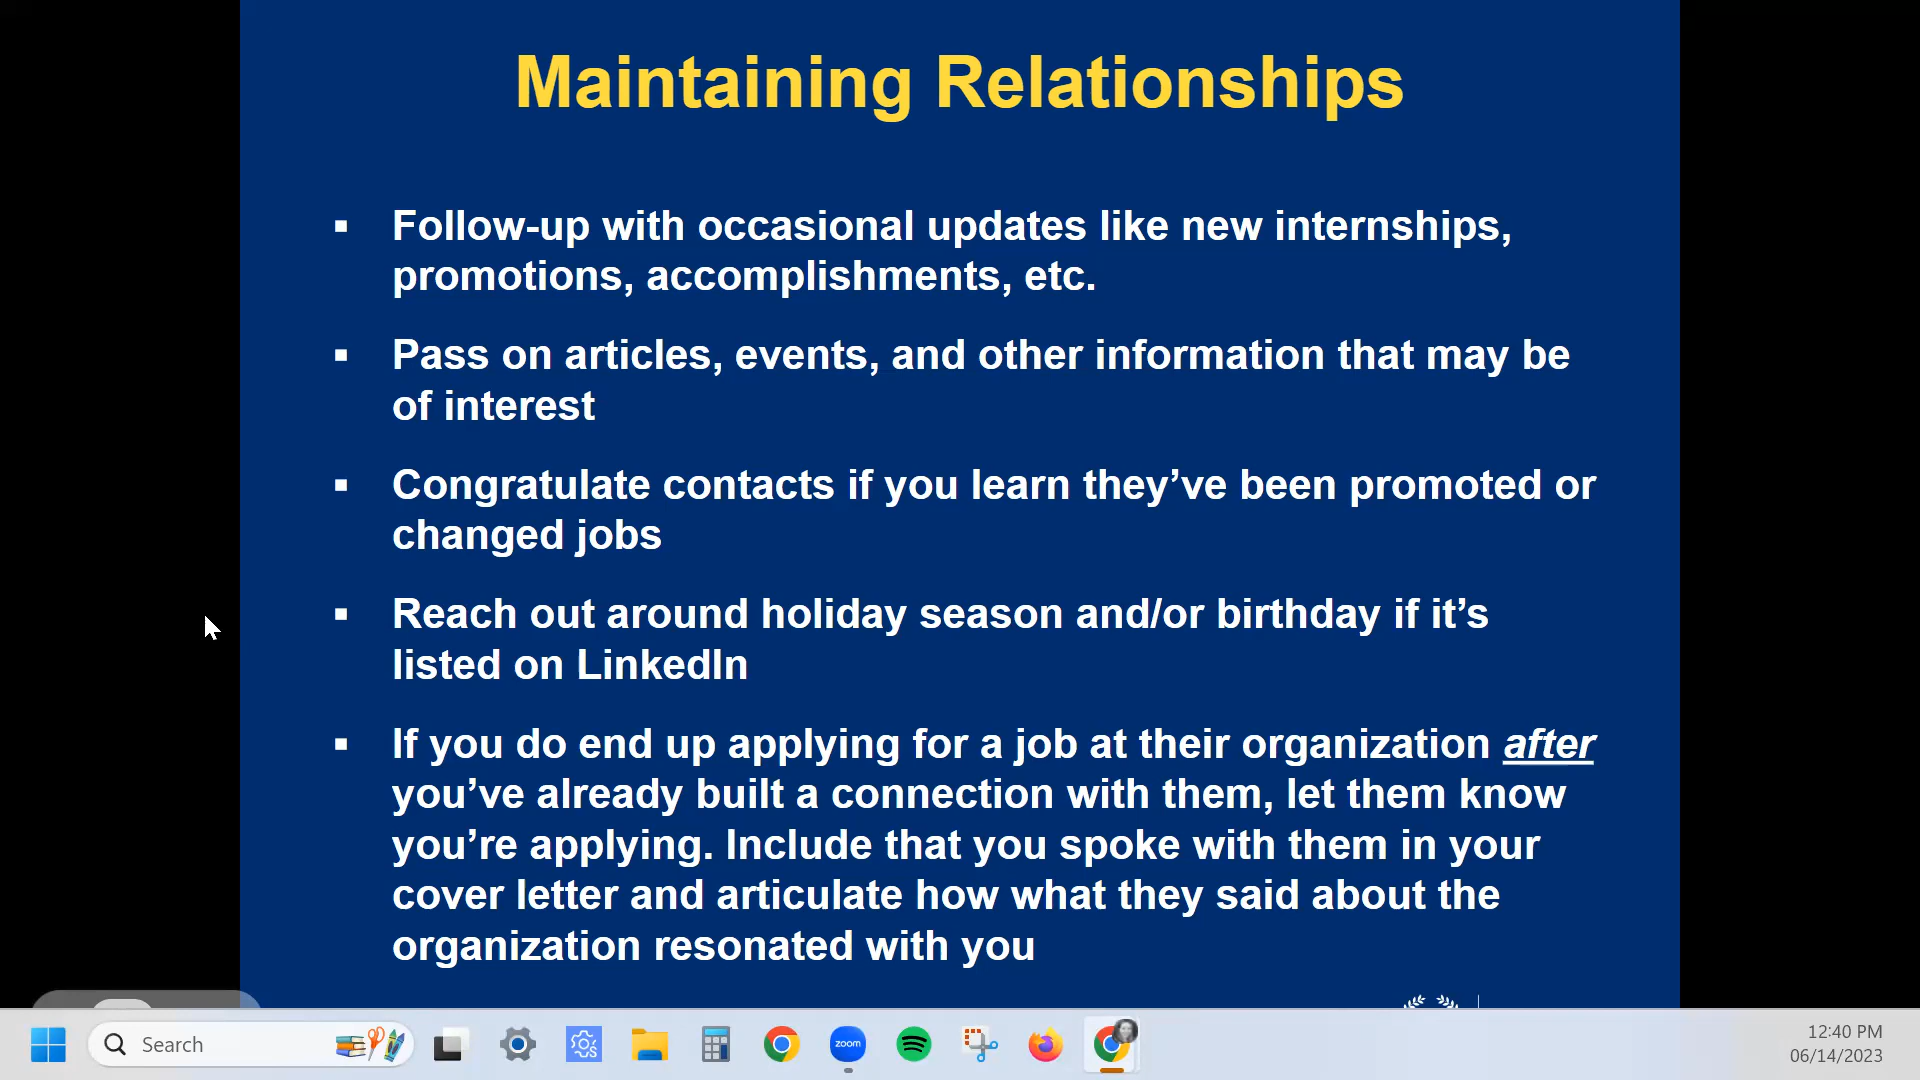 Maintaining Relationships
▪ Follow-up with occasional updates like new internships,
promotions, accomplishments, etc.
▪ Pass on articles, events, and other information that may be
of interest
▪ Congratulate contacts if you learn they’ve been promoted or
changed jobs
▪ Reach out around holiday season and/or birthday if it’s
listed on LinkedIn
▪ If you do end up applying for a job at their organization after
you’ve already built a connection with them, let them know
you’re applying. Include that you spoke with them in your
cover letter and articulate how what they said about the
organization resonated with you
Search
zoom
12:40 PM
06/14/2023